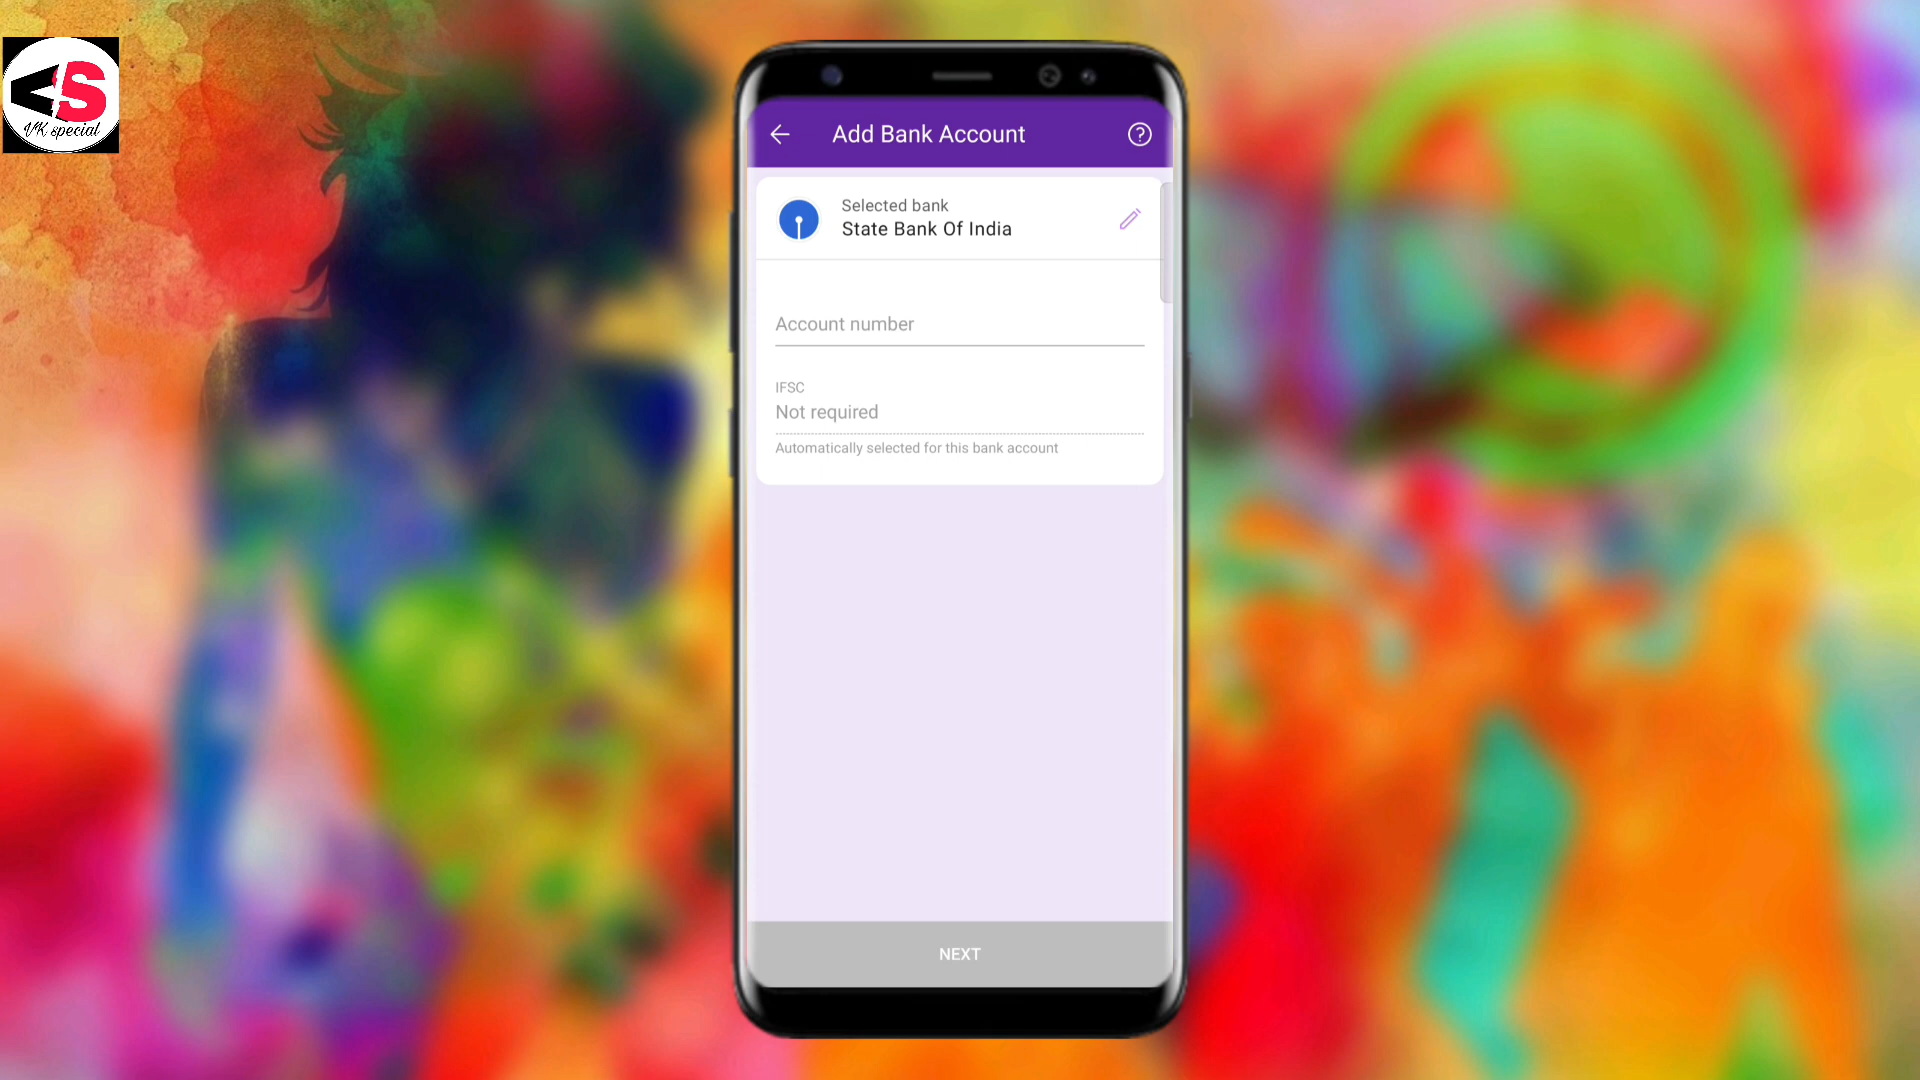 VS
VK special
Add Bank Account
Selected bank
State Bank Of India
Account number
IFSC
Not required
Automatically selected for this bank account
NEXT